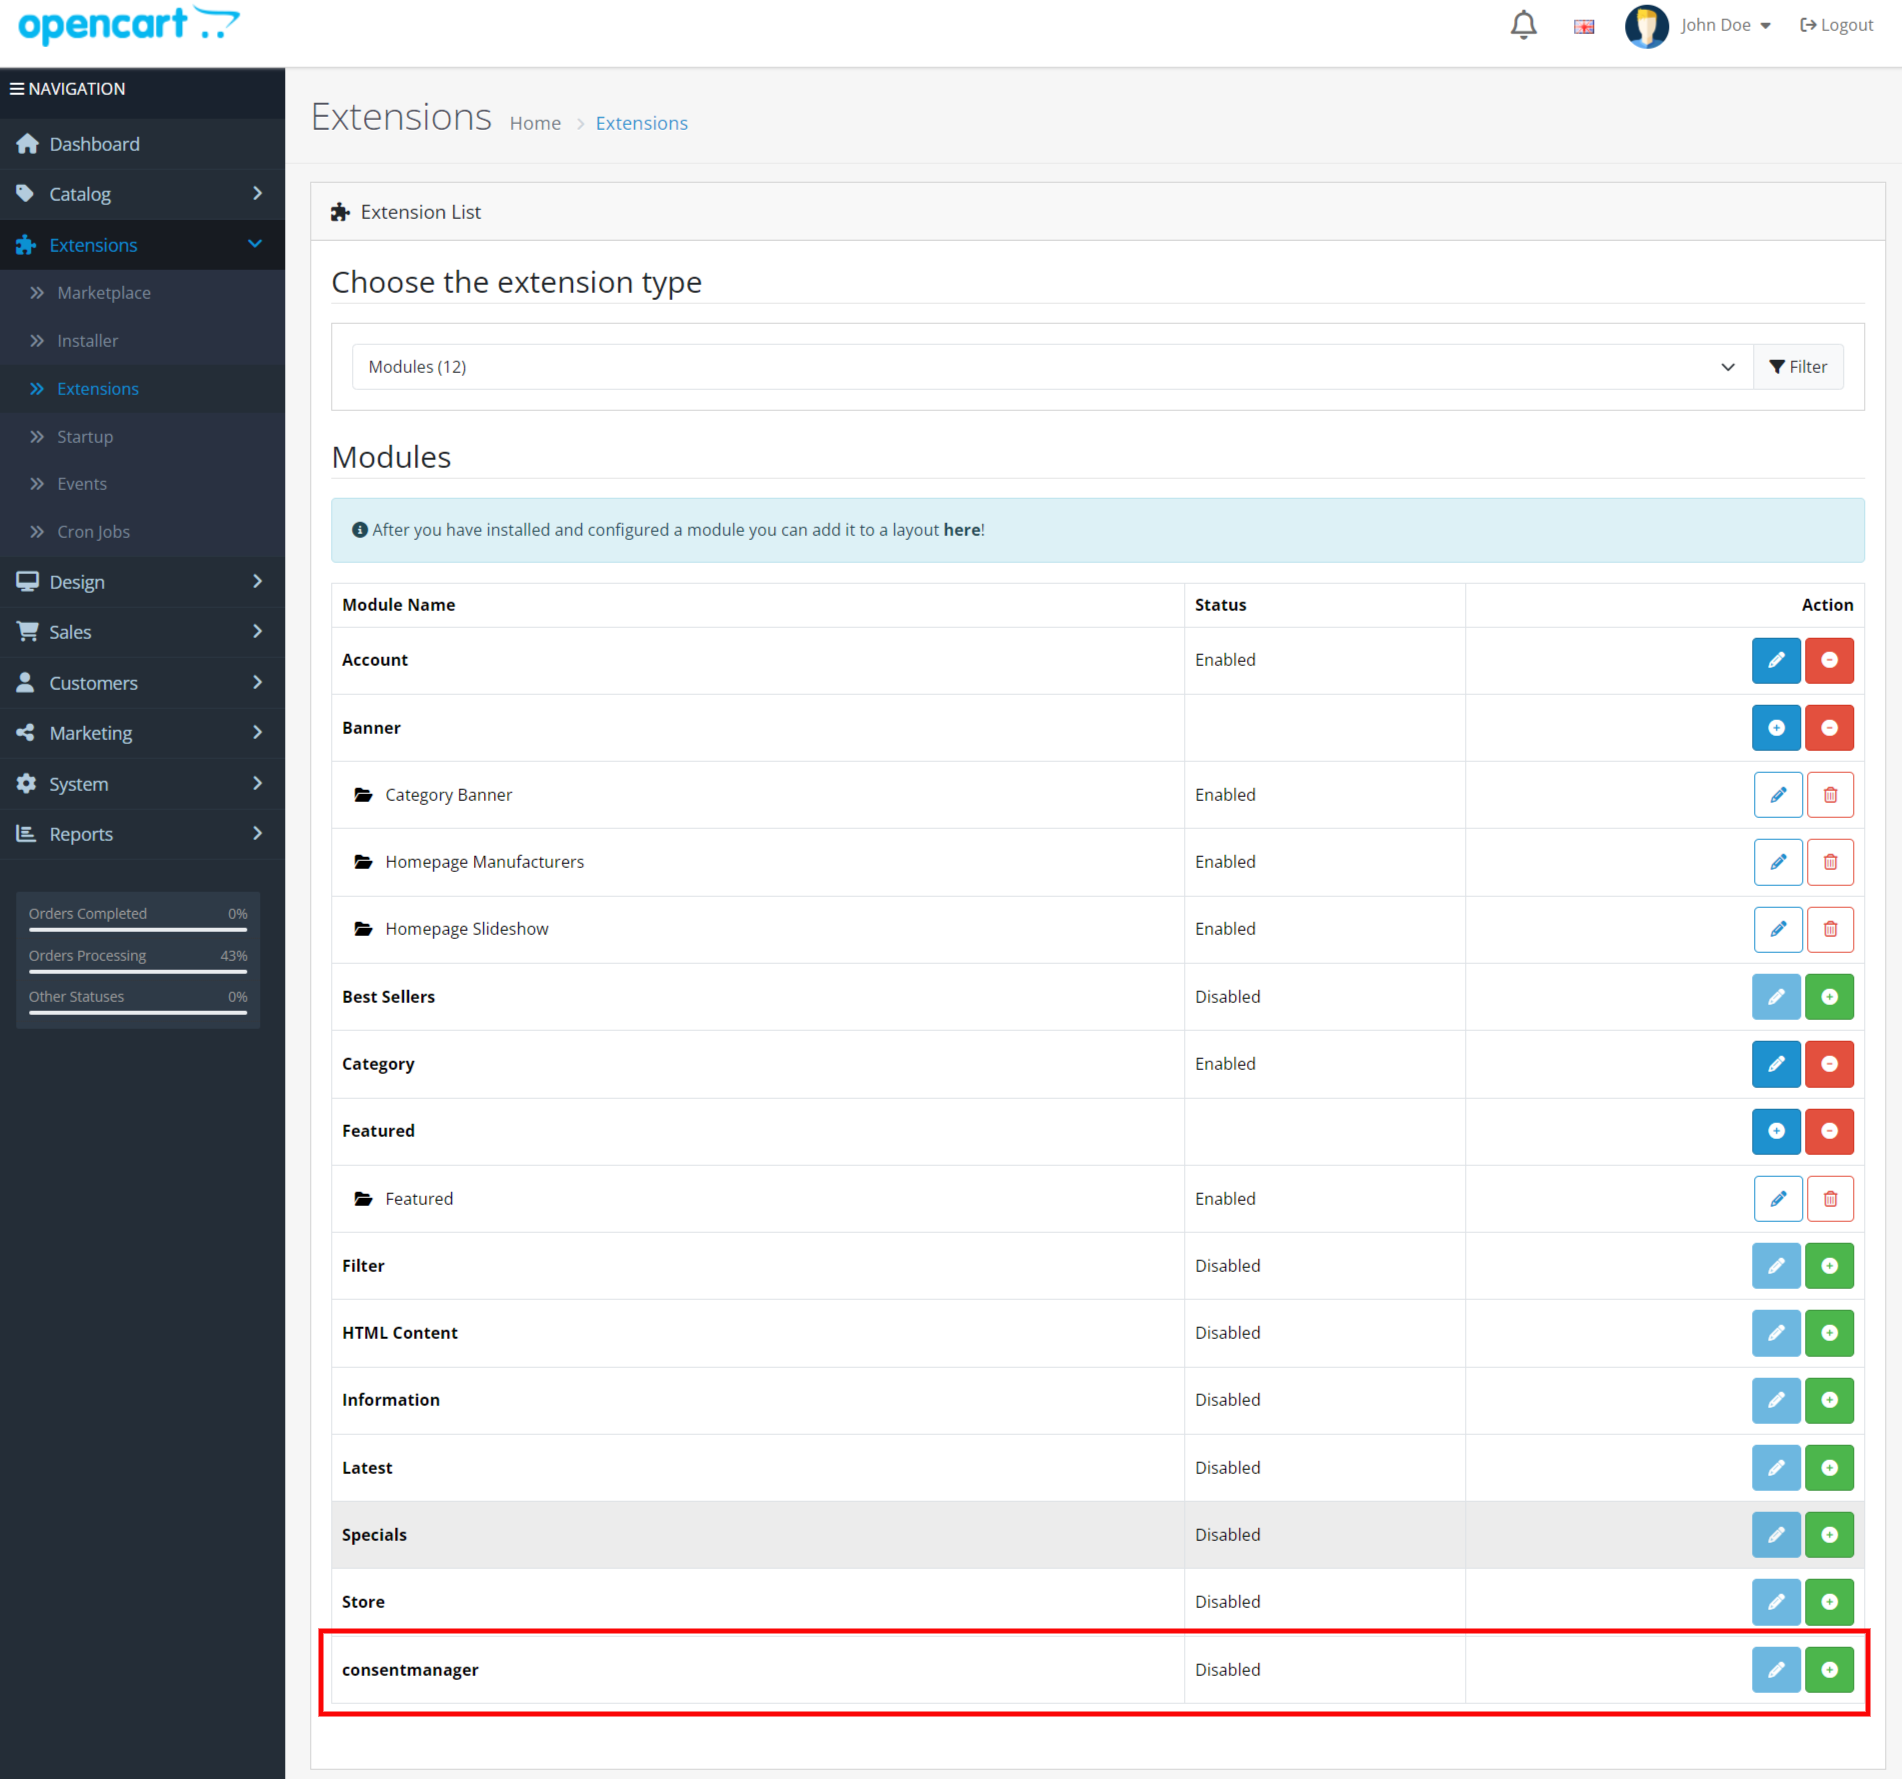 opencart
John Doe
Logout
NAVIGATION
Dashboard
Catalog
Extensions
Marketplace
Installer
Extensions
Startup
Events
Cron Jobs
Design
Sales
Customers
Marketing
System
Reports
Orders Completed 0%
Orders Processing 43%
Other Statuses 0%
Extensions Home > Extensions
Extension List
Choose the extension type
Modules (12) Filter
Modules
After you have installed and configured a module you can add it to a layout here!
Module Name Status Action
Account Enabled
Banner
Category Banner Enabled
Homepage Manufacturers Enabled
Homepage Slideshow Enabled
Best Sellers Disabled
Category Enabled
Featured
Featured Enabled
Filter Disabled
HTML Content Disabled
Information Disabled
Latest Disabled
Specials Disabled
Store Disabled
consentmanager Disabled